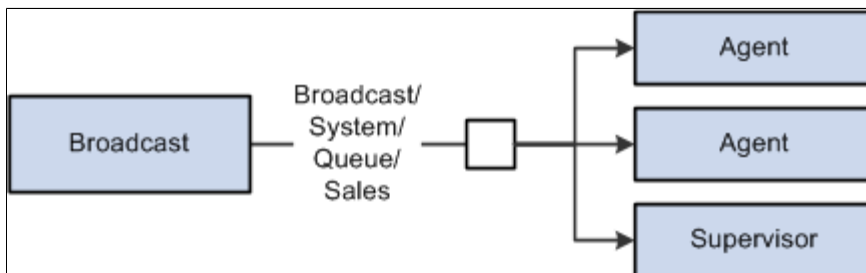 Broadcast
Broadcast/
System/
Queue/
Sales
Agent
Agent
Supervisor